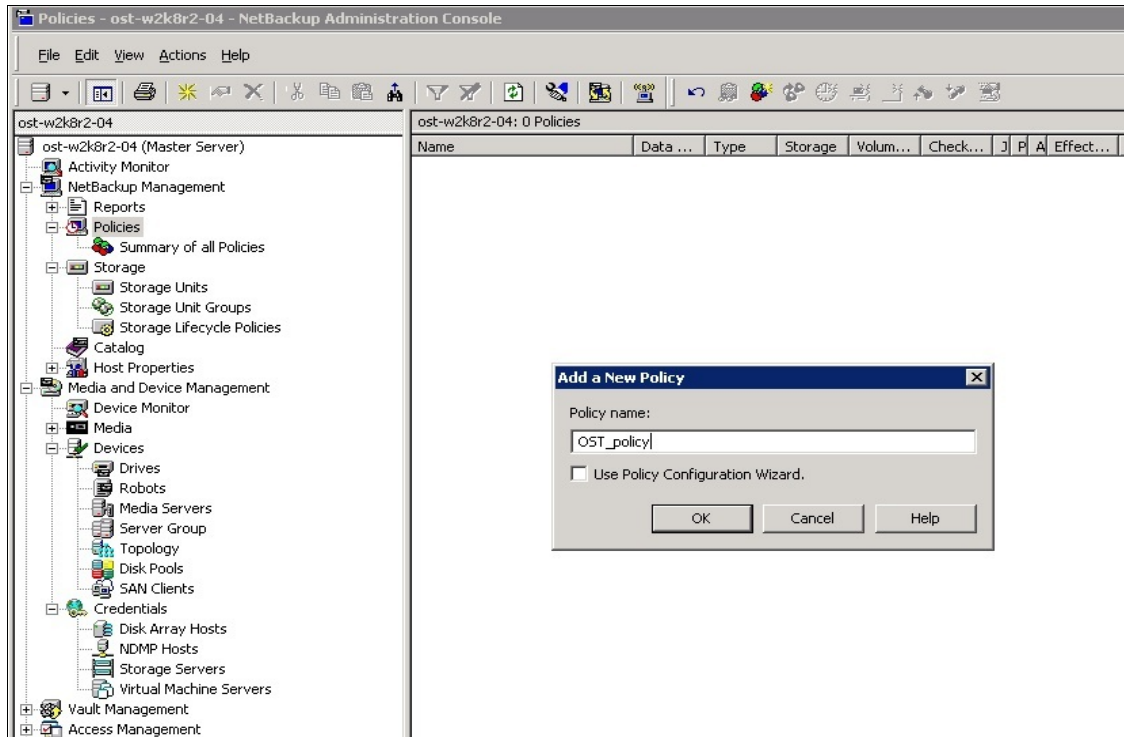 Policies - ost-w2k8r2-04 - NetBackup Administration Console
File Edit View Actions Help
ost-w2k8r2-04
ost-w2k8r2-04: 0 Policies
ost-w2k8r2-04 (Master Server)
Name Data ... Type Storage Volum... Check... J P A Effect...
Activity Monitor
NetBackup Management
Reports
Policies
Summary of all Policies
Storage
Storage Units
Storage Unit Groups
Storage Lifecycle Policies
Catalog
Host Properties
Media and Device Management
Device Monitor
Media
Devices
Drives
Robots
Media Servers
Server Group
Topology
Disk Pools
SAN Clients
Credentials
Disk Array Hosts
NDMP Hosts
Storage Servers
Virtual Machine Servers
Vault Management
Access Management
Add a New Policy
Policy name:
OST_policy
Use Policy Configuration Wizard.
OK Cancel Help